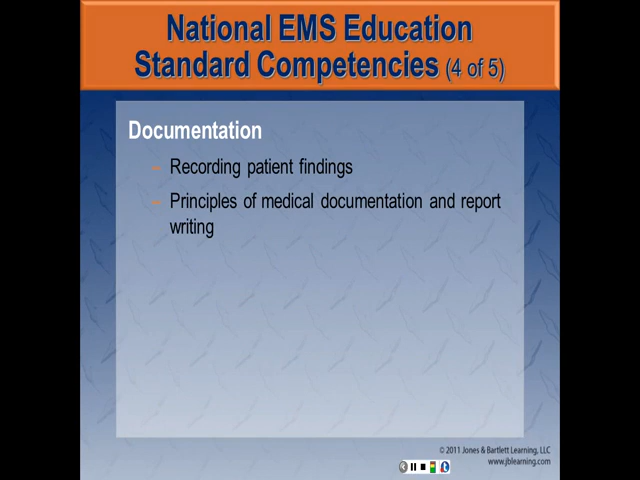 National EMS Education
Standard Competencies (4 of 5)
Documentation
– Recording patient findings
– Principles of medical documentation and report
writing
© 2011 Jones & Bartlett Learning, LLC
www.jblearning.com